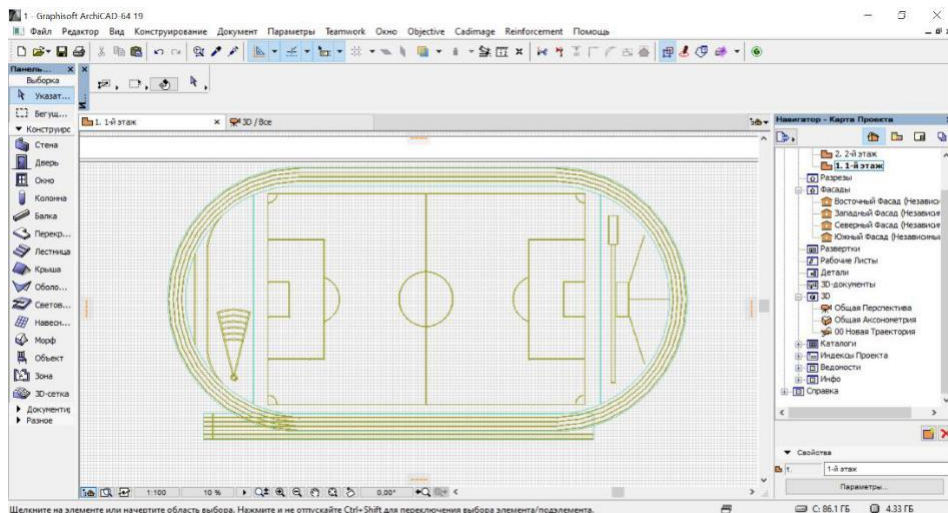 1 - Graphisoft ArchiCAD-64 19
Файл Редактор Вид Конструирование Документ Параметры Teamwork Окно Objective Cadimage Reinforcement Помощь
Панель...
Выборка
Указат...
Бегущ...
Конструирс
Стена
Дверь
Окно
Колонна
Балка
Перекр...
Лестница
Крыша
Оболо...
Светов...
Навесн...
Морф
Объект
Зона
3D-сетка
Документиј
Разное
1. 1-й этаж
3D / Все
Навигатор - Карта Проекта
2. 2-й этаж
1. 1-й этаж
Разрезы
Фасады
Восточный Фасад (Независи
Западный Фасад (Независи
Северный Фасад (Независи
Южный Фасад (Независимы
Развертки
Рабочие Листы
Детали
3D-документы
3D
Общая Перспектива
Общая Аксонометрия
00 Новая Траектория
Каталоги
Индексы Проекта
Ведомости
Инфо
Справка
Свойства
1. 1-й этаж
Параметры...
1:100 10 % 0,00°
Щелкните на элементе или начертите область выбора. Нажмите и не отпускайте Ctrl+Shift для переключения выбора элемента/подэлемента.
C: 86.1 ГБ 4.33 ГБ